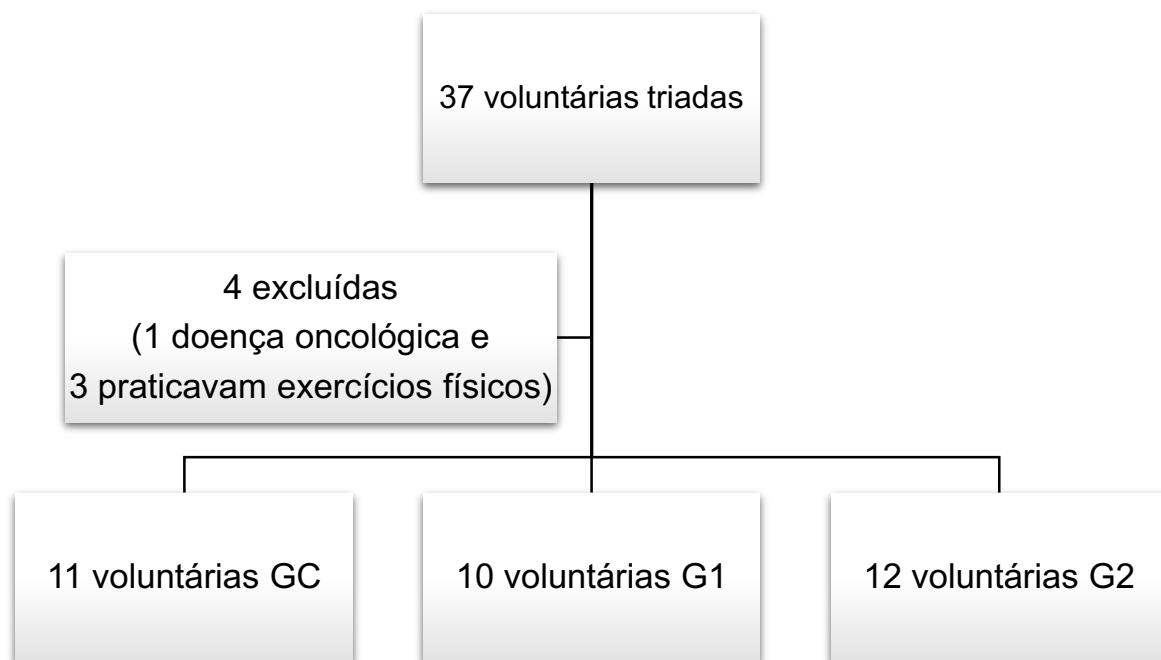 37 voluntárias triadas
4 excluídas
(1 doença oncológica e
3 praticavam exercícios físicos)
11 voluntárias GC
10 voluntárias G1
12 voluntárias G2